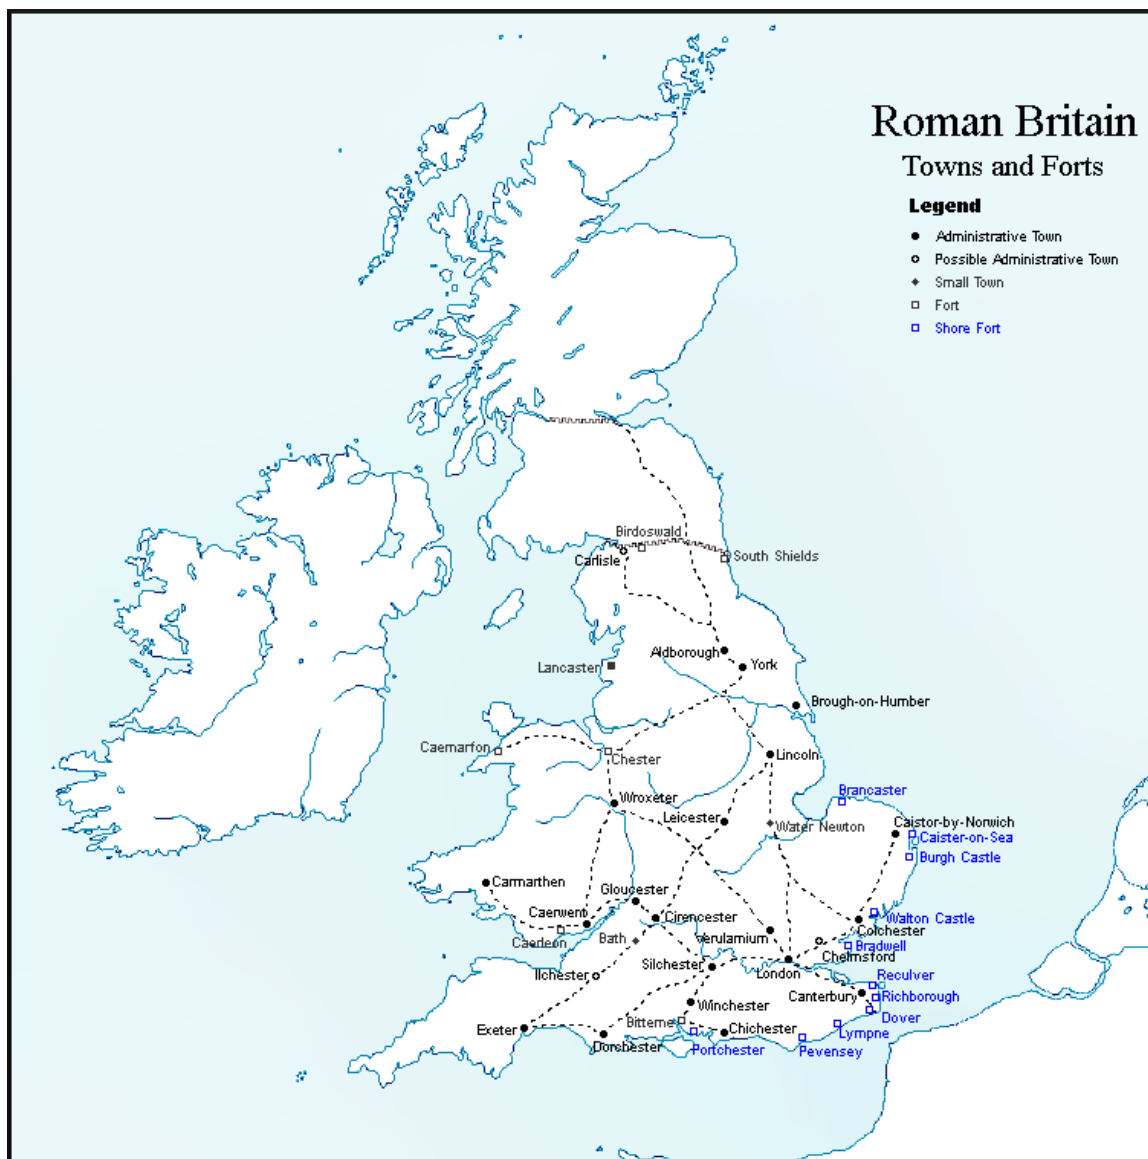 Roman Britain
Towns and Forts
Legend
Administrative Town
Possible Administrative Town
Small Town
Fort
Shore Fort
Birdoswald
Carlisle
South Shields
Aldborough
York
Lancaster
Brough-on-Humber
Caernarfon
Chester
Lincoln
Wroxeter
Brancaster
Leicester
Water Newton
Caistor-by-Norwich
Caister-on-Sea
Burgh Castle
Carmarthen
Gloucester
Caerwent
Cirencester
Walton Castle
Colchester
Caerleon
Bath
Verulamium
Chelmsford
Bradwell
Silchester
London
Ilchester
Reculver
Canterbury
Richborough
Winchester
Dover
Bitterne
Exeter
Chichester
Lympne
Dorchester
Portchester
Pevensey